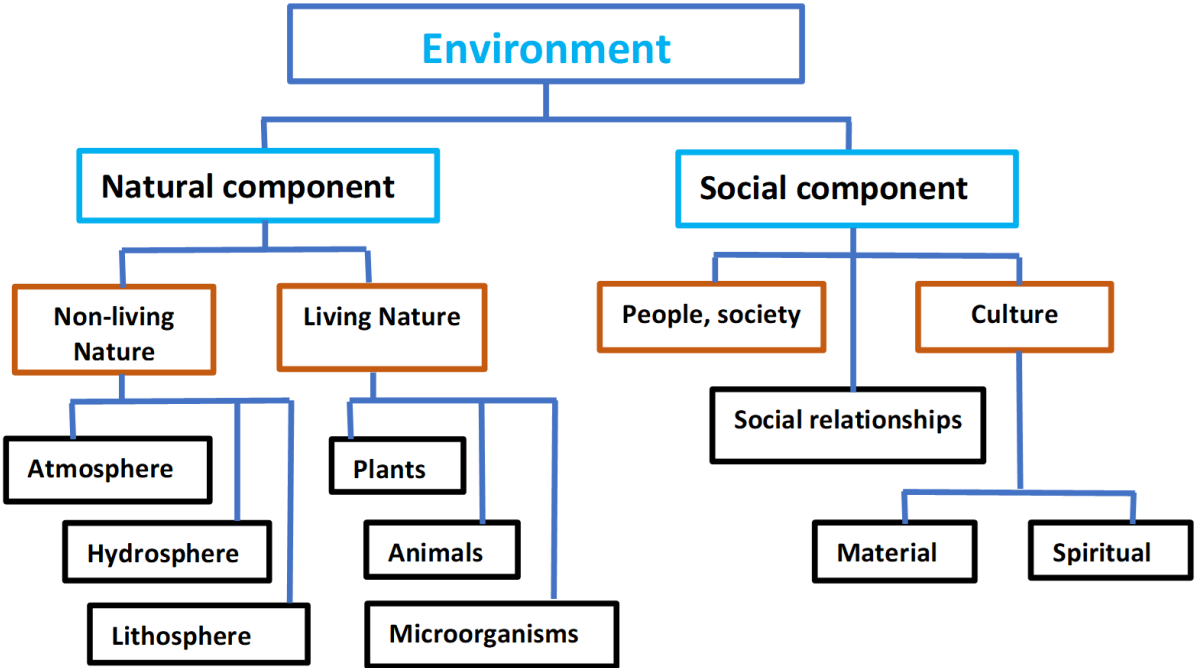 Environment
Natural component
Social component
Non-living
Nature
Living Nature
People, society
Culture
Social relationships
Atmosphere
Plants
Hydrosphere
Animals
Material
Spiritual
Lithosphere
Microorganisms